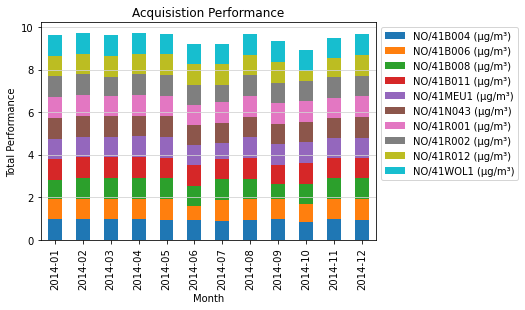 Acquisistion Performance
10
8
6
4
2
0
Total Performance
2014-01
2014-02
2014-03
2014-04
2014-05
2014-06
2014-07
2014-08
2014-09
2014-10
2014-11
2014-12
Month
NO/41B004 (µg/m³)
NO/41B006 (µg/m³)
NO/41B008 (µg/m³)
NO/41B011 (µg/m³)
NO/41MEU1 (µg/m³)
NO/41N043 (µg/m³)
NO/41R001 (µg/m³)
NO/41R002 (µg/m³)
NO/41R012 (µg/m³)
NO/41WOL1 (µg/m³)